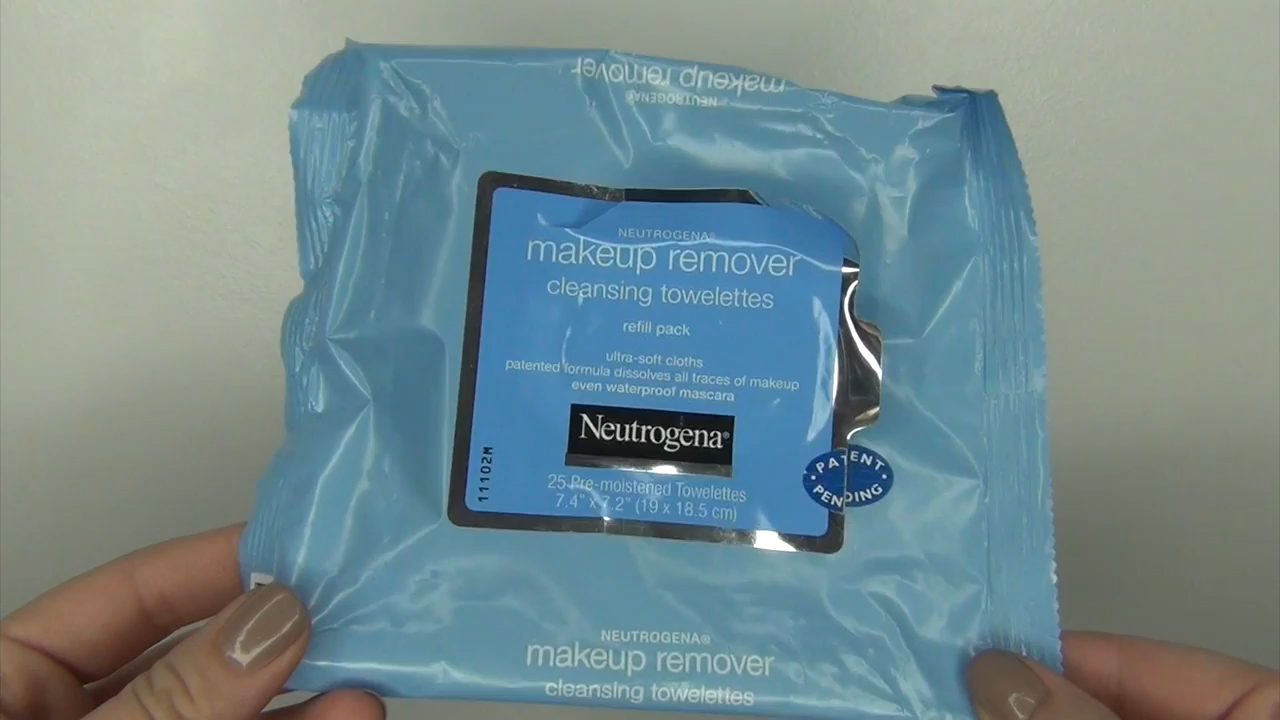 makeup remover
NEUTROGENA®
NEUTROGENA®
makeup remover
cleansing towelettes
refill pack
ultra-soft cloths
patented formula dissolves all traces of makeup
even waterproof mascara
Neutrogena®
11102M
25 Pre-moistened Towelettes
7.4" x 7.2" (19 x 18.5 cm)
PATENT
PENDING
NEUTROGENA®
makeup remover
cleansing towelettes